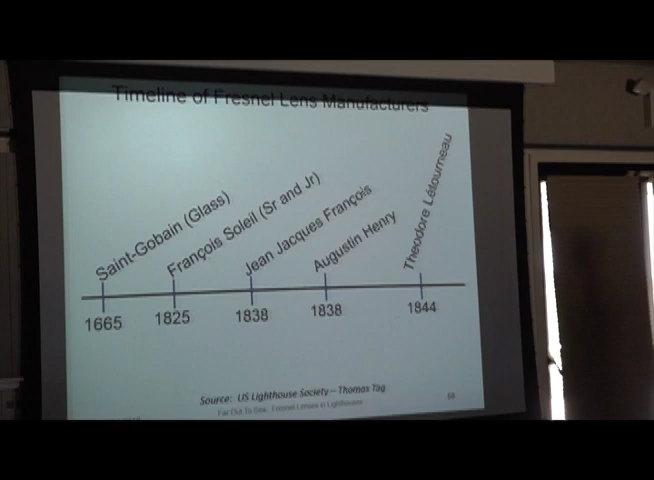 Timeline of Fresnel Lens Manufacturers
Saint-Gobain (Glass)
François Soleil (Sr and Jr)
Jean Jacques François
Augustin Henry
Theodore Létourneau
1665
1825
1838
1838
1844
Source: US Lighthouse Society – Thomas Tag
Far Out To Sea: Fresnel Lenses in Lighthouses